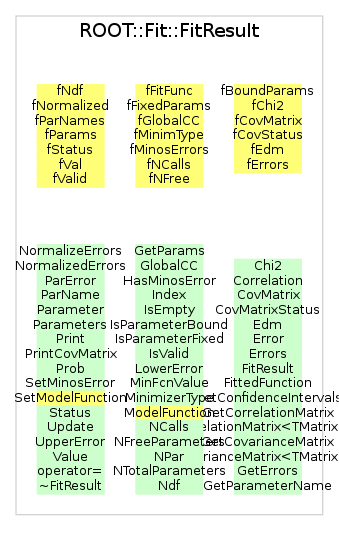 ROOT::Fit::FitResult
fNdf
fNormalized
fParNames
fParams
fStatus
fVal
fValid
fFitFunc
fFixedParams
fGlobalCC
fMinimType
fMinosErrors
fNCalls
fNFree
fBoundParams
fChi2
fCovMatrix
fCovStatus
fEdm
fErrors
NormalizeErrors
NormalizedErrors
ParError
ParName
Parameter
Parameters
Print
PrintCovMatrix
Prob
SetMinosError
SetModelFunction
Status
Update
UpperError
Value
operator=
~FitResult
GetParams
GlobalCC
HasMinosError
Index
IsEmpty
IsParameterBound
IsParameterFixed
IsValid
LowerError
MinFcnValue
MinimizerType
ModelFunction
NCalls
NFreeParameters
NPar
NTotalParameters
Ndf
Chi2
Correlation
CovMatrix
CovMatrixStatus
Edm
Error
Errors
FitResult
FittedFunction
etConfidenceIntervals
GetCorrelationMatrix
elationMatrix<TMatrix
GetCovarianceMatrix
rianceMatrix<TMatrix
GetErrors
GetParameterName